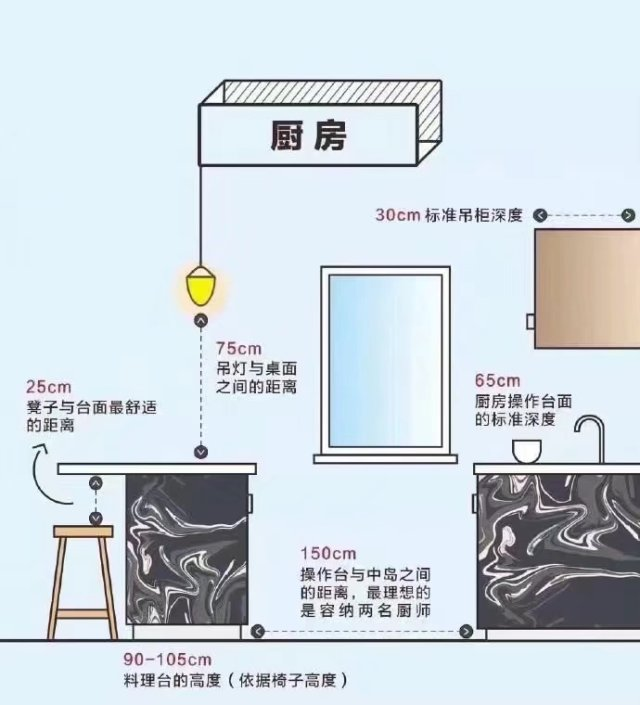 厨房
30cm 标准吊柜深度
75cm
吊灯与桌面
之间的距离
25cm
凳子与台面最舒适
的距离
65cm
厨房操作台面
的标准深度
150cm
操作台与中岛之间
的距离，最理想的
是容纳两名厨师
90-105cm
料理台的高度（依据椅子高度）